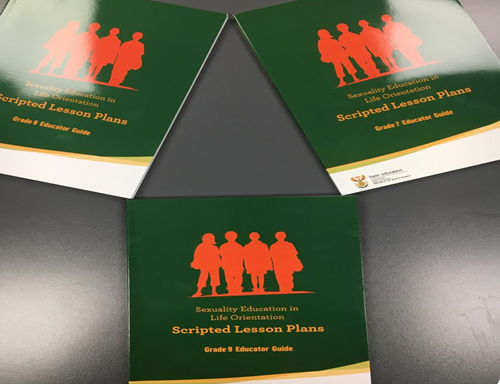 Sexuality Education in
Life Orientation
Scripted Lesson Plans
Grade 8 Educator Guide
Sexuality Education in
Life Orientation
Scripted Lesson Plans
Grade 7 Educator Guide
basic education
Sexuality Education in
Life Orientation
Scripted Lesson Plans
Grade 9 Educator Guide